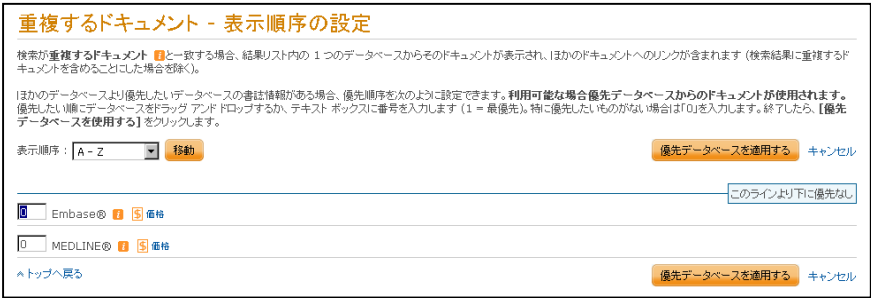 重複するドキュメント - 表示順序の設定
検索が重複するドキュメント と一致する場合、結果リスト内の 1 つのデータベースからそのドキュメントが表示され、ほかのドキュメントへのリンクが含まれます (検索結果に重複するド
キュメントを含めることにした場合を除く)。
ほかのデータベースより優先したいデータベースの書誌情報がある場合、優先順序を次のように設定できます。利用可能な場合優先データベースからのドキュメントが使用されます。
優先したい順にデータベースをドラッグ アンド ドロップするか、テキスト ボックスに番号を入力します (1 = 最優先)。特に優先したいものがない場合は「0」を入力します。終了したら、[優先
データベースを使用する] をクリックします。
表示順序 : A - Z 移動 優先データベースを適用する キャンセル
このラインより下に優先なし
0 Embase® i $ 価格
0 MEDLINE® i $ 価格
トップへ戻る 優先データベースを適用する キャンセル